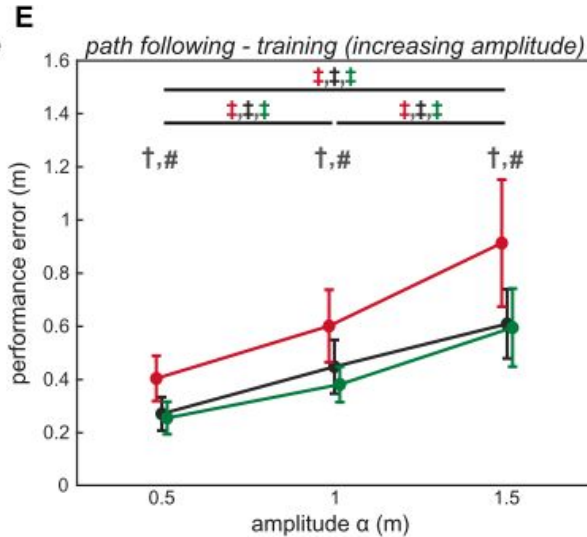 E
path following - training (increasing amplitude)
1.6
1.4
1.2
1
0.8
0.6
0.4
0.2
0
performance error (m)
‡,‡,‡
‡,‡,‡ ‡,‡,‡
†,# †,# †,#
0.5 1 1.5
amplitude α (m)